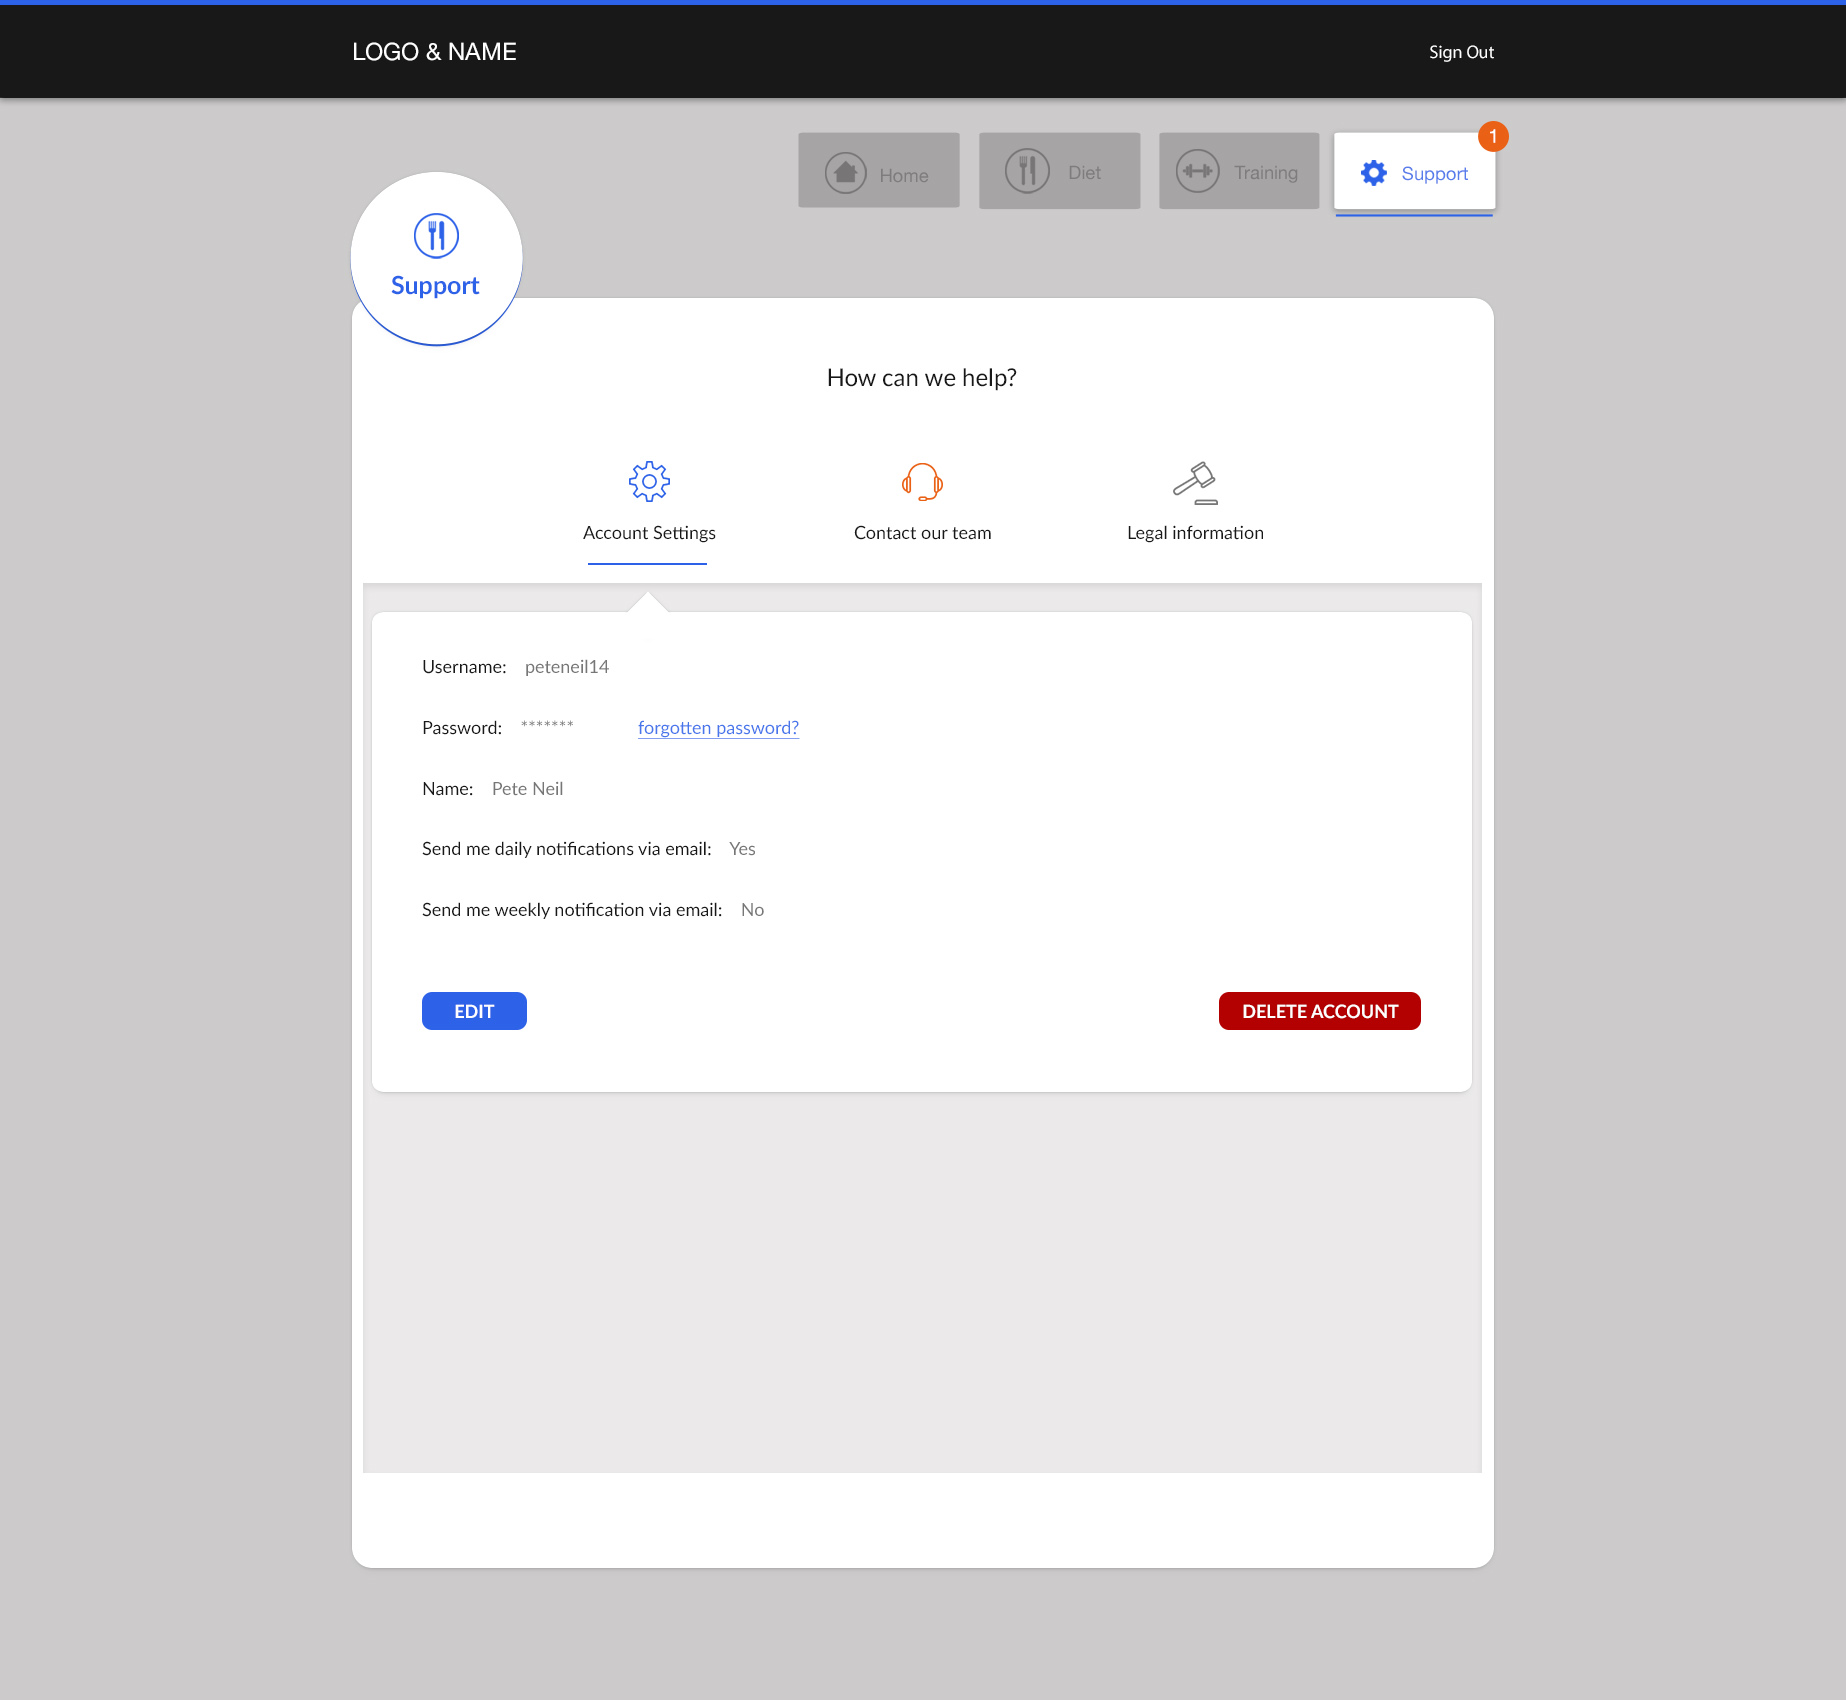 LOGO & NAME
Sign Out
Home
Diet
Training
Support
1
Support
How can we help?
Account Settings
Contact our team
Legal information
Username: peteneil14
Password: ******* forgotten password?
Name: Pete Neil
Send me daily notifications via email: Yes
Send me weekly notification via email: No
EDIT
DELETE ACCOUNT